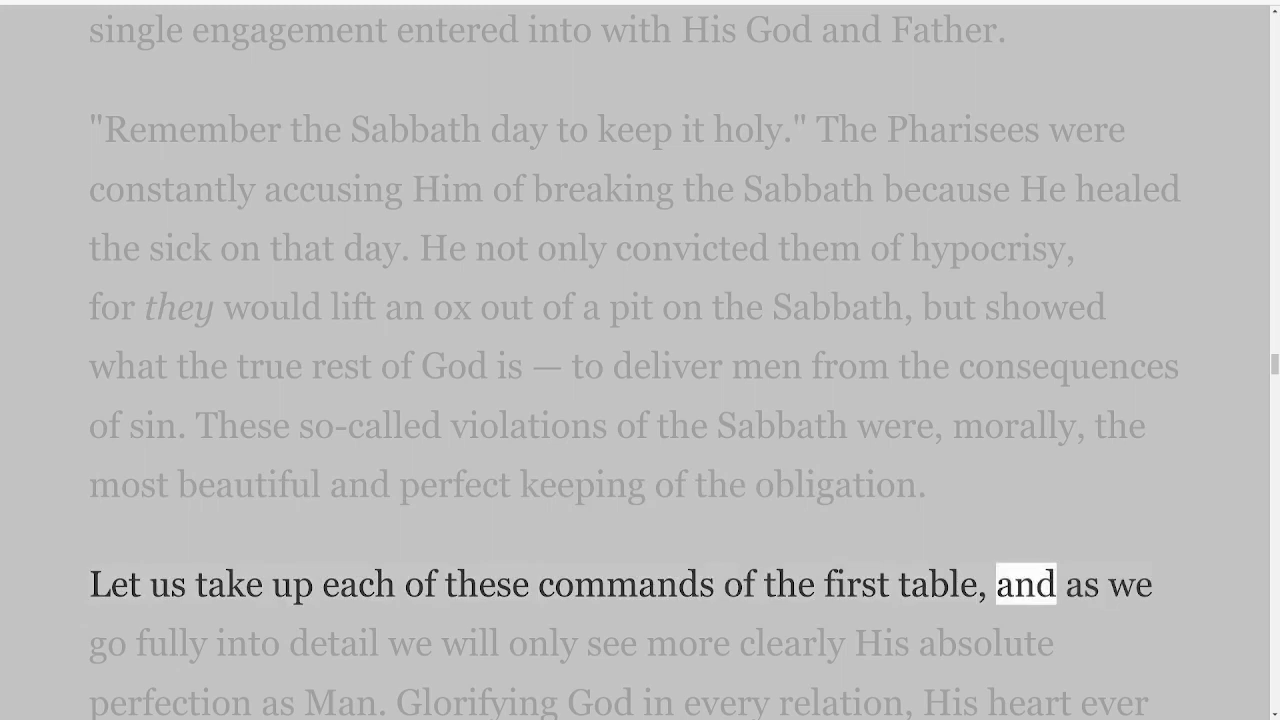 single engagement entered into with His God and Father.
"Remember the Sabbath day to keep it holy." The Pharisees were
constantly accusing Him of breaking the Sabbath because He healed
the sick on that day. He not only convicted them of hypocrisy,
for they would lift an ox out of a pit on the Sabbath, but showed
what the true rest of God is — to deliver men from the consequences
of sin. These so-called violations of the Sabbath were, morally, the
most beautiful and perfect keeping of the obligation.
Let us take up each of these commands of the first table, and as we
go fully into detail we will only see more clearly His absolute
perfection as Man. Glorifying God in every relation, His heart ever